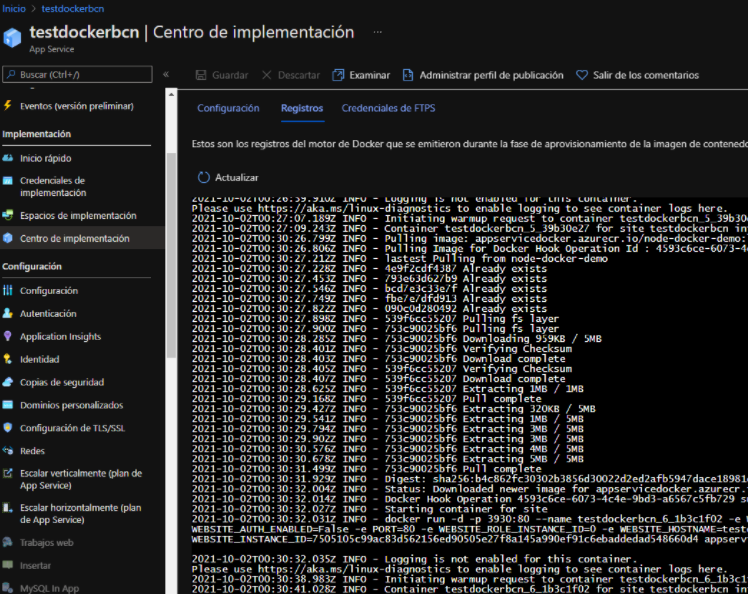 Inicio > testdockerbcn
testdockerbcn | Centro de implementación ...
App Service
Buscar (Ctrl+/)
«
Guardar
Descartar
Examinar
Administrar perfil de publicación
Salir de los comentarios
Eventos (versión preliminar)
Implementación
Inicio rápido
Credenciales de
implementación
Espacios de implementación
Centro de implementación
Configuración
Configuración
Autenticación
Application Insights
Identidad
Copias de seguridad
Dominios personalizados
Configuración de TLS/SSL
Redes
Escalar verticalmente (plan de
App Service)
Escalar horizontalmente (plan
de App Service)
Trabajos web
Insertar
MySQL In App
Configuración
Registros
Credenciales de FTPS
Estos son los registros del motor de Docker que se emitieron durante la fase de aprovisionamiento de la imagen de contenedo
Actualizar
2021-10-02T00:26:59.910Z INFO - Logging is not enabled for this container.
Please use https://aka.ms/linux-diagnostics to enable logging to see container logs here.
2021-10-02T00:27:07.189Z INFO - Initiating warmup request to container testdockerbcn_5_39b30e
2021-10-02T00:27:09.243Z INFO - Container testdockerbcn_5_39b30e27 for site testdockerbcn in
2021-10-02T00:30:26.799Z INFO - Pulling image: appservicedocker.azurecr.io/node-docker-demo:
2021-10-02T00:30:26.806Z INFO - Pulling Image for Docker Hook Operation Id : 4593c6ce-6073-4
2021-10-02T00:30:27.212Z INFO - lastest Pulling from node-docker-demo
2021-10-02T00:30:27.228Z INFO - 4e9f2cdf4387 Already exists
2021-10-02T00:30:27.453Z INFO - 793e63d627b9 Already exists
2021-10-02T00:30:27.546Z INFO - bcd7e3c33e7f Already exists
2021-10-02T00:30:27.749Z INFO - fbe7e7dfd913 Already exists
2021-10-02T00:30:27.822Z INFO - 090c0d280492 Already exists
2021-10-02T00:30:27.898Z INFO - 539f6cc55207 Pulling fs layer
2021-10-02T00:30:27.900Z INFO - 753c90025bf6 Pulling fs layer
2021-10-02T00:30:28.285Z INFO - 753c90025bf6 Downloading 959KB / 5MB
2021-10-02T00:30:28.401Z INFO - 753c90025bf6 Verifying Checksum
2021-10-02T00:30:28.403Z INFO - 753c90025bf6 Download complete
2021-10-02T00:30:28.405Z INFO - 539f6cc55207 Verifying Checksum
2021-10-02T00:30:28.407Z INFO - 539f6cc55207 Download complete
2021-10-02T00:30:28.625Z INFO - 539f6cc55207 Extracting 1MB / 1MB
2021-10-02T00:30:29.168Z INFO - 539f6cc55207 Pull complete
2021-10-02T00:30:29.427Z INFO - 753c90025bf6 Extracting 320KB / 5MB
2021-10-02T00:30:29.541Z INFO - 753c90025bf6 Extracting 1MB / 5MB
2021-10-02T00:30:29.794Z INFO - 753c90025bf6 Extracting 3MB / 5MB
2021-10-02T00:30:29.902Z INFO - 753c90025bf6 Extracting 3MB / 5MB
2021-10-02T00:30:30.576Z INFO - 753c90025bf6 Extracting 4MB / 5MB
2021-10-02T00:30:30.678Z INFO - 753c90025bf6 Extracting 5MB / 5MB
2021-10-02T00:30:31.499Z INFO - 753c90025bf6 Pull complete
2021-10-02T00:30:31.929Z INFO - Digest: sha256:b4c862fc30302b3856d30022d2ed2afb5947dace18981
2021-10-02T00:30:32.004Z INFO - Status: Downloaded newer image for appservicedocker.azurecr.
2021-10-02T00:30:32.014Z INFO - Docker Hook Operation 4593c6ce-6073-4c4e-9bd3-a6567c5fb729 su
2021-10-02T00:30:32.027Z INFO - Starting container for site
2021-10-02T00:30:32.031Z INFO - docker run -d -p 3930:80 --name testdockerbcn_6_1b3c1f02 -e
WEBSITE_AUTH_ENABLED=False -e PORT=80 -e WEBSITE_ROLE_INSTANCE_ID=0 -e WEBSITE_HOSTNAME=test
WEBSITE_INSTANCE_ID=7505105c99ac83d562156ed90505e27f8a145a990ef91c6ebaddedad548660d4 appserv
2021-10-02T00:30:32.035Z INFO - Logging is not enabled for this container.
Please use https://aka.ms/linux-diagnostics to enable logging to see container logs here.
2021-10-02T00:30:38.983Z INFO - Initiating warmup request to container testdockerbcn_6_1b3c1
2021-10-02T00:30:41.028Z INFO - Container testdockerbcn_6_1b3c1f02 for site testdockerbcn in